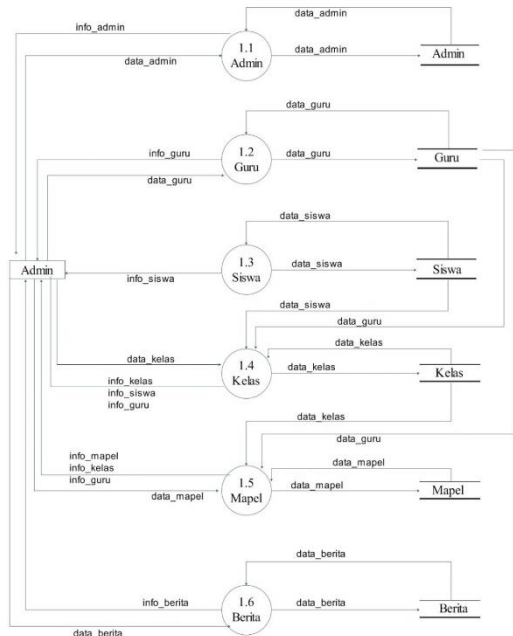 data_admin
info_admin
1.1
Admin
data_admin
data_admin
Admin
data_guru
info_guru
1.2
Guru
data_guru
Guru
data_guru
data_siswa
1.3
Siswa
data_siswa
Siswa
Admin
info_siswa
data_siswa
data_guru
data_kelas
data_kelas
1.4
Kelas
data_kelas
Kelas
info_kelas
info_siswa
info_guru
data_kelas
data_guru
info_mapel
info_kelas
info_guru
data_mapel
1.5
Mapel
data_mapel
data_mapel
Mapel
data_berita
info_berita
1.6
Berita
data_berita
Berita
data_berita